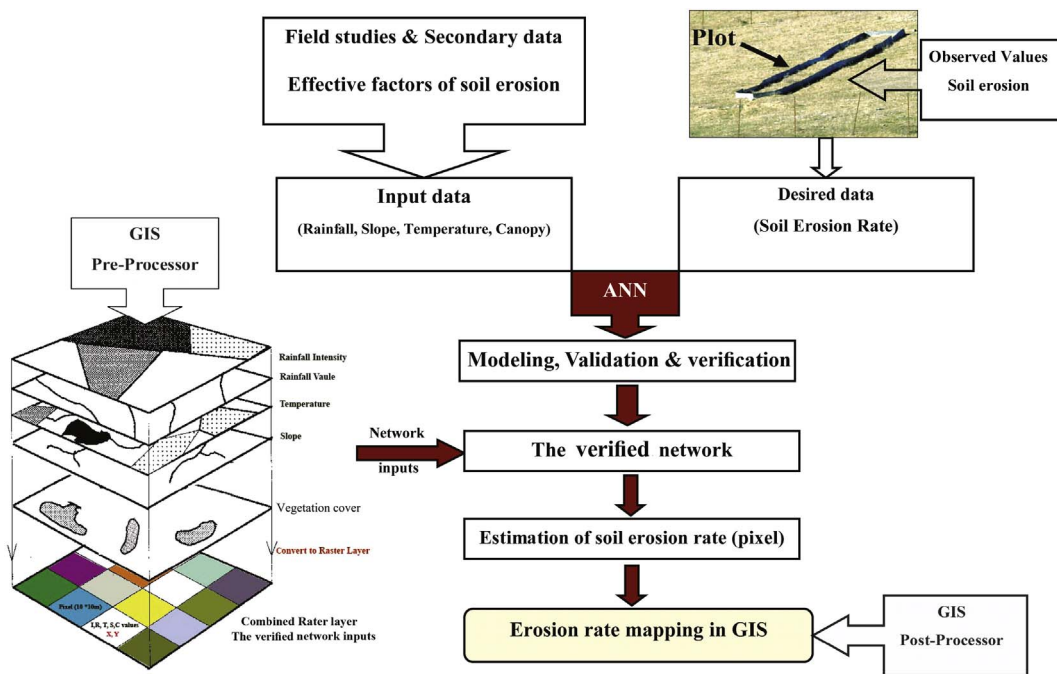 Field studies & Secondary data
Effective factors of soil erosion
Plot
Observed Values
Soil erosion
Input data
(Rainfall, Slope, Temperature, Canopy)
Desired data
(Soil Erosion Rate)
GIS
Pre-Processor
ANN
Rainfall Intensity
Rainfall Vaule
Temperature
Slope
Vegetation cover
Convert to Raster Layer
Pixel (10 *10m)
I,R, T, S,C values
X, Y
Combined Rater layer
The verified network inputs
Modeling, Validation & verification
Network
inputs
The verified network
Estimation of soil erosion rate (pixel)
Erosion rate mapping in GIS
GIS
Post-Processor